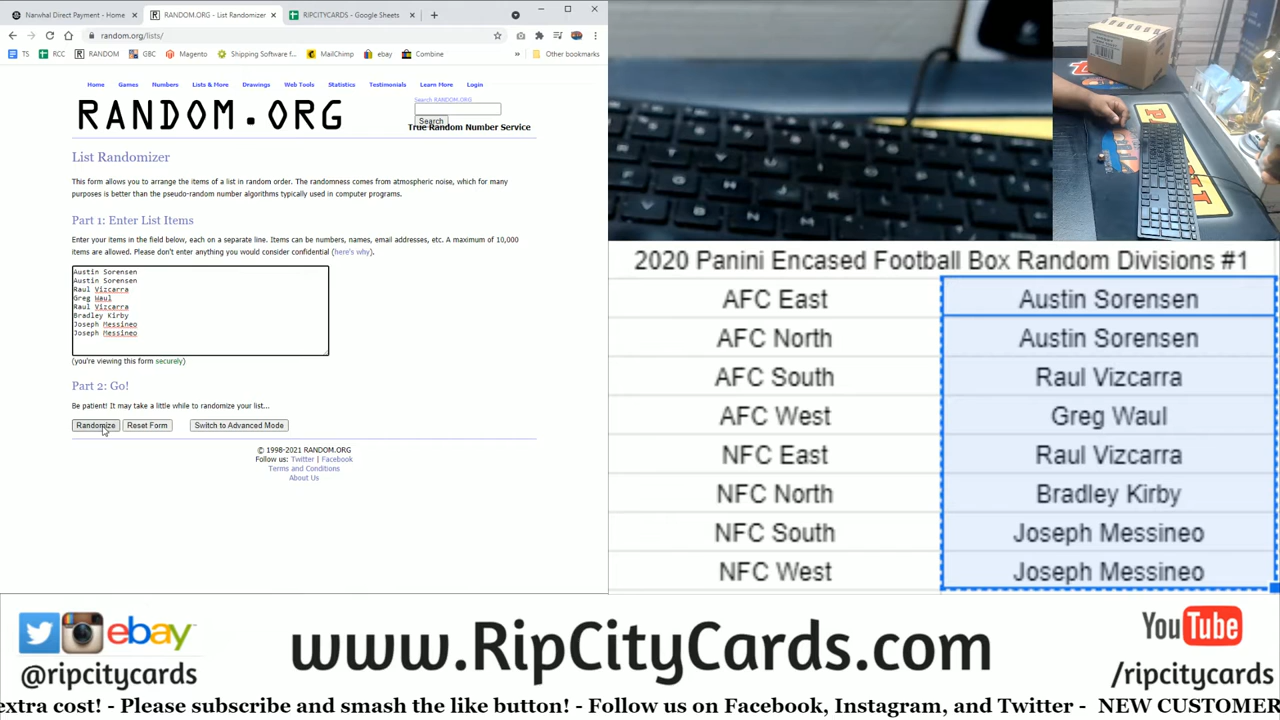 Narwhal Direct Payment - Home
RANDOM.ORG - List Randomizer
RIPCITYCARDS - Google Sheets
random.org/lists/
TS
RCC
RANDOM
GBC
Magento
Shipping Software f...
MailChimp
ebay
Combine
Other bookmarks
Home
Games
Numbers
Lists & More
Drawings
Web Tools
Statistics
Testimonials
Learn More
Login
RANDOM.ORG
Search RANDOM.ORG
Search
True Random Number Service
List Randomizer
This form allows you to arrange the items of a list in random order. The randomness comes from atmospheric noise, which for many
purposes is better than the pseudo-random number algorithms typically used in computer programs.
Part 1: Enter List Items
Enter your items in the field below, each on a separate line. Items can be numbers, names, email addresses, etc. A maximum of 10,000
items are allowed. Please don't enter anything you would consider confidential (here's why).
Austin Sorensen
Austin Sorensen
Raul Vizcarra
Greg Waul
Raul Vizcarra
Bradley Kirby
Joseph Messineo
Joseph Messineo
(you're viewing this form securely)
Part 2: Go!
Be patient! It may take a little while to randomize your list...
Randomize
Reset Form
Switch to Advanced Mode
© 1998-2021 RANDOM.ORG
Follow us: Twitter | Facebook
Terms and Conditions
About Us
2020 Panini Encased Football Box Random Divisions #1
AFC East Austin Sorensen
AFC North Austin Sorensen
AFC South Raul Vizcarra
AFC West Greg Waul
NFC East Raul Vizcarra
NFC North Bradley Kirby
NFC South Joseph Messineo
NFC West Joseph Messineo
ebay
@ripcitycards
www.RipCityCards.com
YouTube
/ripcitycards
extra cost! - Please subscribe and smash the like button! - Follow us on Facebook, Instagram, and Twitter - NEW CUSTOMER